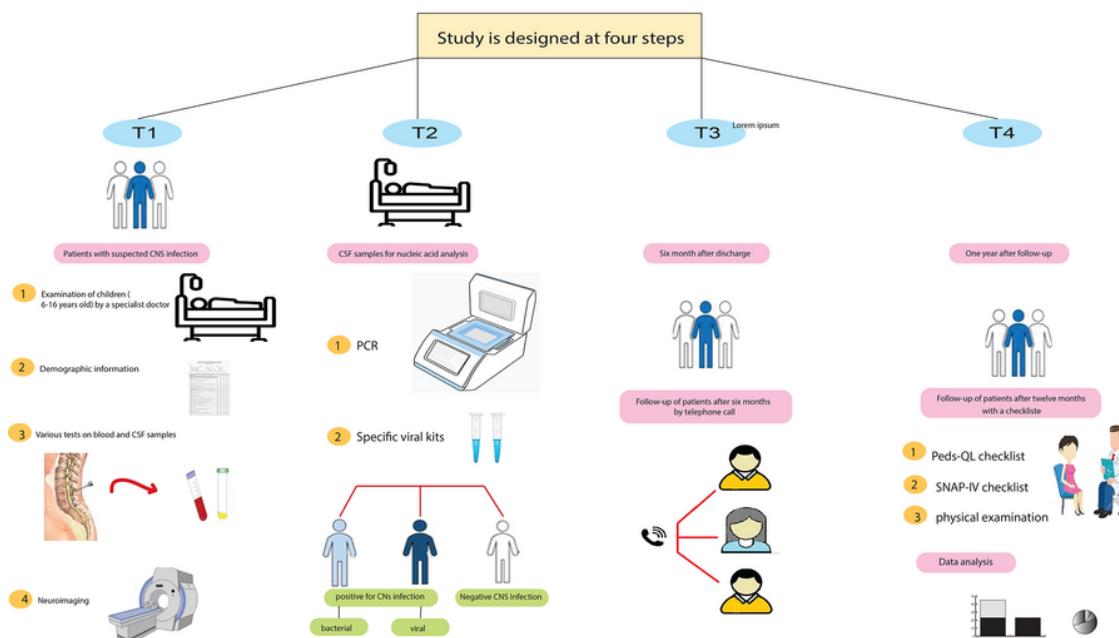 Study is designed at four steps
T1
T2
T3
Lorem ipsum
T4
Patients with suspected CNS infection
1
Examination of children (
6-16 years old) by a specialist doctor
2
Demographic information
3
Various tests on blood and CSF samples
4
Neuroimaging
CSF samples for nucleic acid analysis
1
PCR
2
Specific viral kits
positive for CNs infection
Negative CNS Infection
bacterial
viral
Six month after discharge
Follow-up of patients after six months
by telephone call
One year after follow-up
Follow-up of patients after twelve months
with a checkliste
1
Peds-QL checklist
2
SNAP-IV checklist
3
physical examination
Data analysis